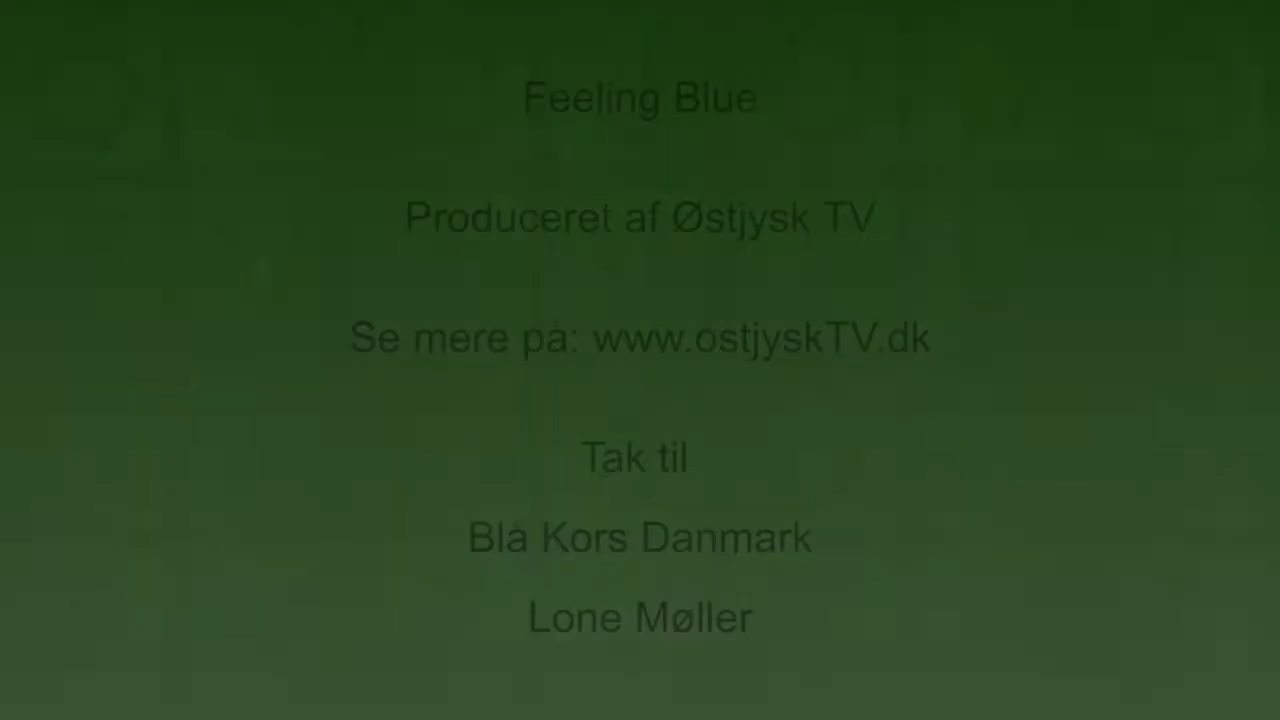 Feeling Blue
Produceret af Østjysk TV
Se mere på: www.ostjyskTV.dk
Tak til
Blå Kors Danmark
Lone Møller